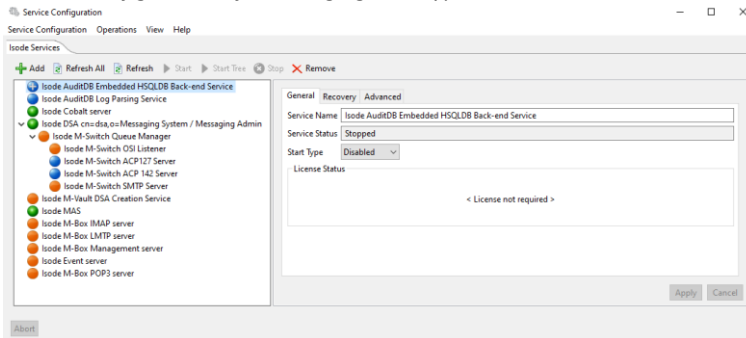 Service Configuration
Service Configuration Operations View Help
Isode Services
Add Refresh All Refresh Start Start Tree Stop Remove
Isode AuditDB Embedded HSQLDB Back-end Service
Isode AuditDB Log Parsing Service
Isode Cobalt server
Isode DSA cn=dsa,o=Messaging System / Messaging Admin
Isode M-Switch Queue Manager
Isode M-Switch OSI Listener
Isode M-Switch ACP127 Server
Isode M-Switch ACP 142 Server
Isode M-Switch SMTP Server
Isode M-Vault DSA Creation Service
Isode MAS
Isode M-Box IMAP server
Isode M-Box LMTP server
Isode M-Box Management server
Isode Event server
Isode M-Box POP3 server
General Recovery Advanced
Service Name Isode AuditDB Embedded HSQLDB Back-end Service
Service Status Stopped
Start Type Disabled
License Status
< License not required >
Apply Cancel
Abort